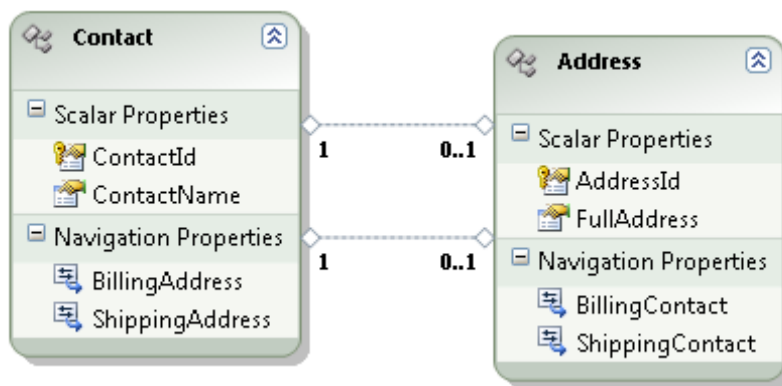 Contact
Scalar Properties
ContactId
ContactName
Navigation Properties
BillingAddress
ShippingAddress
1
0..1
1
0..1
Address
Scalar Properties
AddressId
FullAddress
Navigation Properties
BillingContact
ShippingContact